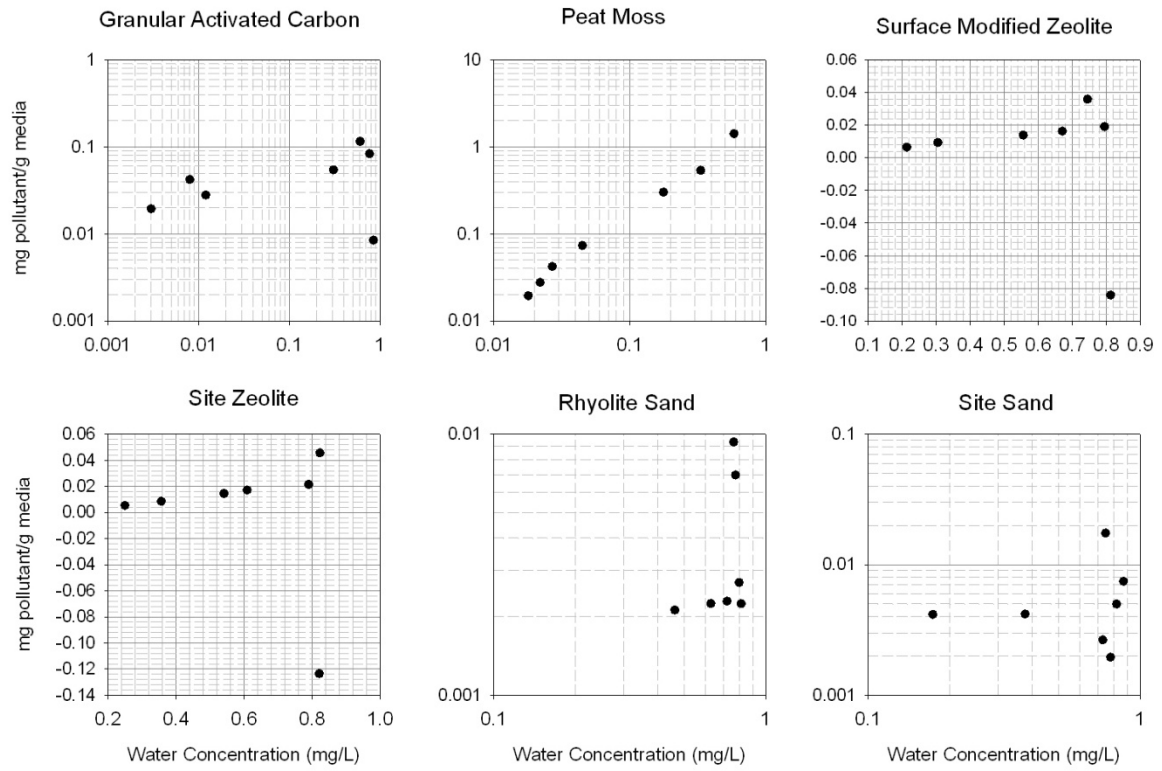 Granular Activated Carbon
Peat Moss
Surface Modified Zeolite
mg pollutant/g media
1
0.1
0.01
0.001
0.001 0.01 0.1 1
10
1
0.1
0.01
0.01 0.1 1
0.06
0.04
0.02
0.00
-0.02
-0.04
-0.06
-0.08
-0.10
0.1 0.2 0.3 0.4 0.5 0.6 0.7 0.8 0.9
Site Zeolite
Rhyolite Sand
Site Sand
mg pollutant/g media
0.06
0.04
0.02
0.00
-0.02
-0.04
-0.06
-0.08
-0.10
-0.12
-0.14
0.2 0.4 0.6 0.8 1.0
Water Concentration (mg/L)
0.01
0.001
0.1 1
Water Concentration (mg/L)
0.1
0.01
0.001
0.1 1
Water Concentration (mg/L)